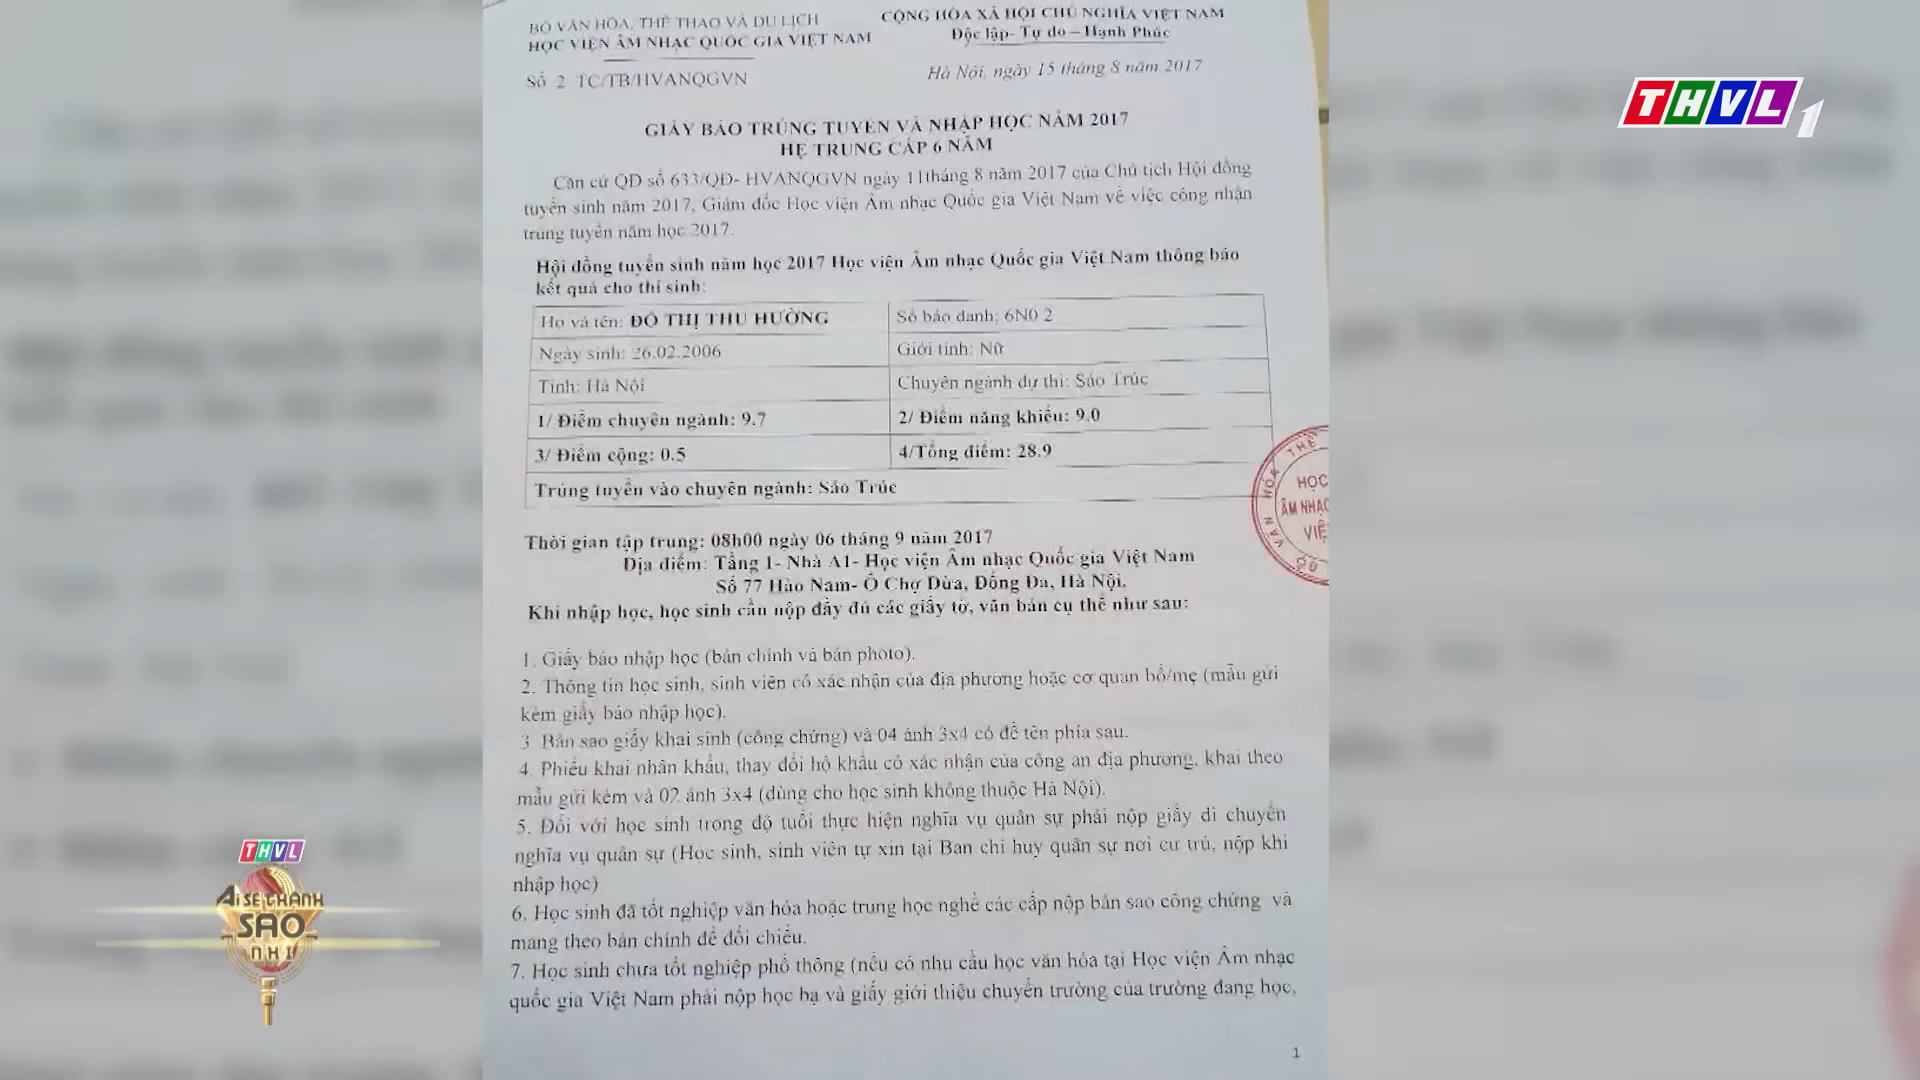 BỘ VĂN HÓA, THỂ THAO VÀ DU LỊCH
HỌC VIỆN ÂM NHẠC QUỐC GIA VIỆT NAM
CỘNG HÒA XÃ HỘI CHỦ NGHĨA VIỆT NAM
Độc lập- Tự do – Hạnh Phúc
Số 2 TC/TB/HVANQGVN
Hà Nội, ngày 15 tháng 8 năm 2017
THVL 1
GIẤY BÁO TRÚNG TUYỂN VÀ NHẬP HỌC NĂM 2017
HỆ TRUNG CẤP 6 NĂM
Căn cứ QĐ số 633/QĐ- HVANQGVN ngày 11tháng 8 năm 2017 của Chủ tịch Hội đồng
tuyển sinh năm 2017, Giám đốc Học viện Âm nhạc Quốc gia Việt Nam về việc công nhận
trúng tuyển năm học 2017.
Hội đồng tuyển sinh năm học 2017 Học viện Âm nhạc Quốc gia Việt Nam thông báo
kết quả cho thí sinh:
Họ và tên: ĐỖ THỊ THU HƯỜNG
Số báo danh: 6N0 2
Ngày sinh: 26.02.2006
Giới tính: Nữ
Tỉnh: Hà Nội
Chuyên ngành dự thi: Sáo Trúc
1/ Điểm chuyên ngành: 9.7
2/ Điểm năng khiếu: 9.0
3/ Điểm cộng: 0.5
4/Tổng điểm: 28.9
Trúng tuyển vào chuyên ngành: Sáo Trúc
VĂN HÓA THỂ
HỌC
ÂM NHẠC
VIỆ
Thời gian tập trung: 08h00 ngày 06 tháng 9 năm 2017
Địa điểm: Tầng 1- Nhà A1- Học viện Âm nhạc Quốc gia Việt Nam
Số 77 Hào Nam- Ô Chợ Dừa, Đống Đa, Hà Nội.
Khi nhập học, học sinh cần nộp đầy đủ các giấy tờ, văn bản cụ thể như sau:
1. Giấy báo nhập học (bản chính và bản photo).
2. Thông tin học sinh, sinh viên có xác nhận của địa phương hoặc cơ quan bố/mẹ (mẫu gửi
kèm giấy báo nhập học).
3. Bản sao giấy khai sinh (công chứng) và 04 ảnh 3x4 có đề tên phía sau.
4. Phiếu khai nhân khẩu, thay đổi hộ khẩu có xác nhận của công an địa phương, khai theo
mẫu gửi kèm và 02 ảnh 3x4 (dùng cho học sinh không thuộc Hà Nội).
5. Đối với học sinh trong độ tuổi thực hiện nghĩa vụ quân sự phải nộp giấy di chuyển
nghĩa vụ quân sự (Học sinh, sinh viên tự xin tại Ban chỉ huy quân sự nơi cư trú, nộp khi
nhập học)
6. Học sinh đã tốt nghiệp văn hóa hoặc trung học nghề các cấp nộp bản sao công chứng và
mang theo bản chính để đối chiếu.
7. Học sinh chưa tốt nghiệp phổ thông (nếu có nhu cầu học văn hóa tại Học viện Âm nhạc
quốc gia Việt Nam phải nộp học bạ và giấy giới thiệu chuyển trường của trường đang học,
1
THVL
AI SẼ THÀNH
SAO
NHÍ